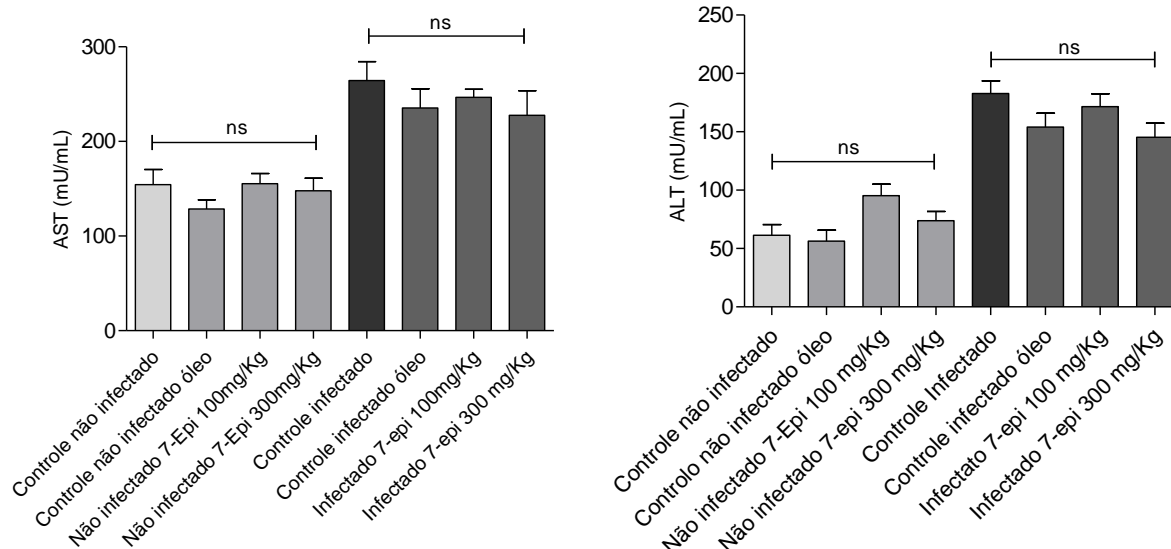 ns
ns
300
200
100
0
AST (mU/mL)
Controle não infectado
Controle não infectado óleo
Não infectado 7-Epi 100mg/Kg
Não infectado 7-Epi 300mg/Kg
Controle infectado
Controle infectado óleo
Infectado 7-epi 100mg/Kg
Infectado 7-epi 300 mg/Kg
ns
ns
250
200
150
100
50
0
ALT (mU/mL)
Controle não infectado
Controlo não infectado óleo
Não infectado 7-Epi 100 mg/Kg
Não infectado 7-epi 300 mg/Kg
Controle Infectado
Controle infectado óleo
Infectato 7-epi 100 mg/Kg
Infectado 7-epi 300 mg/Kg